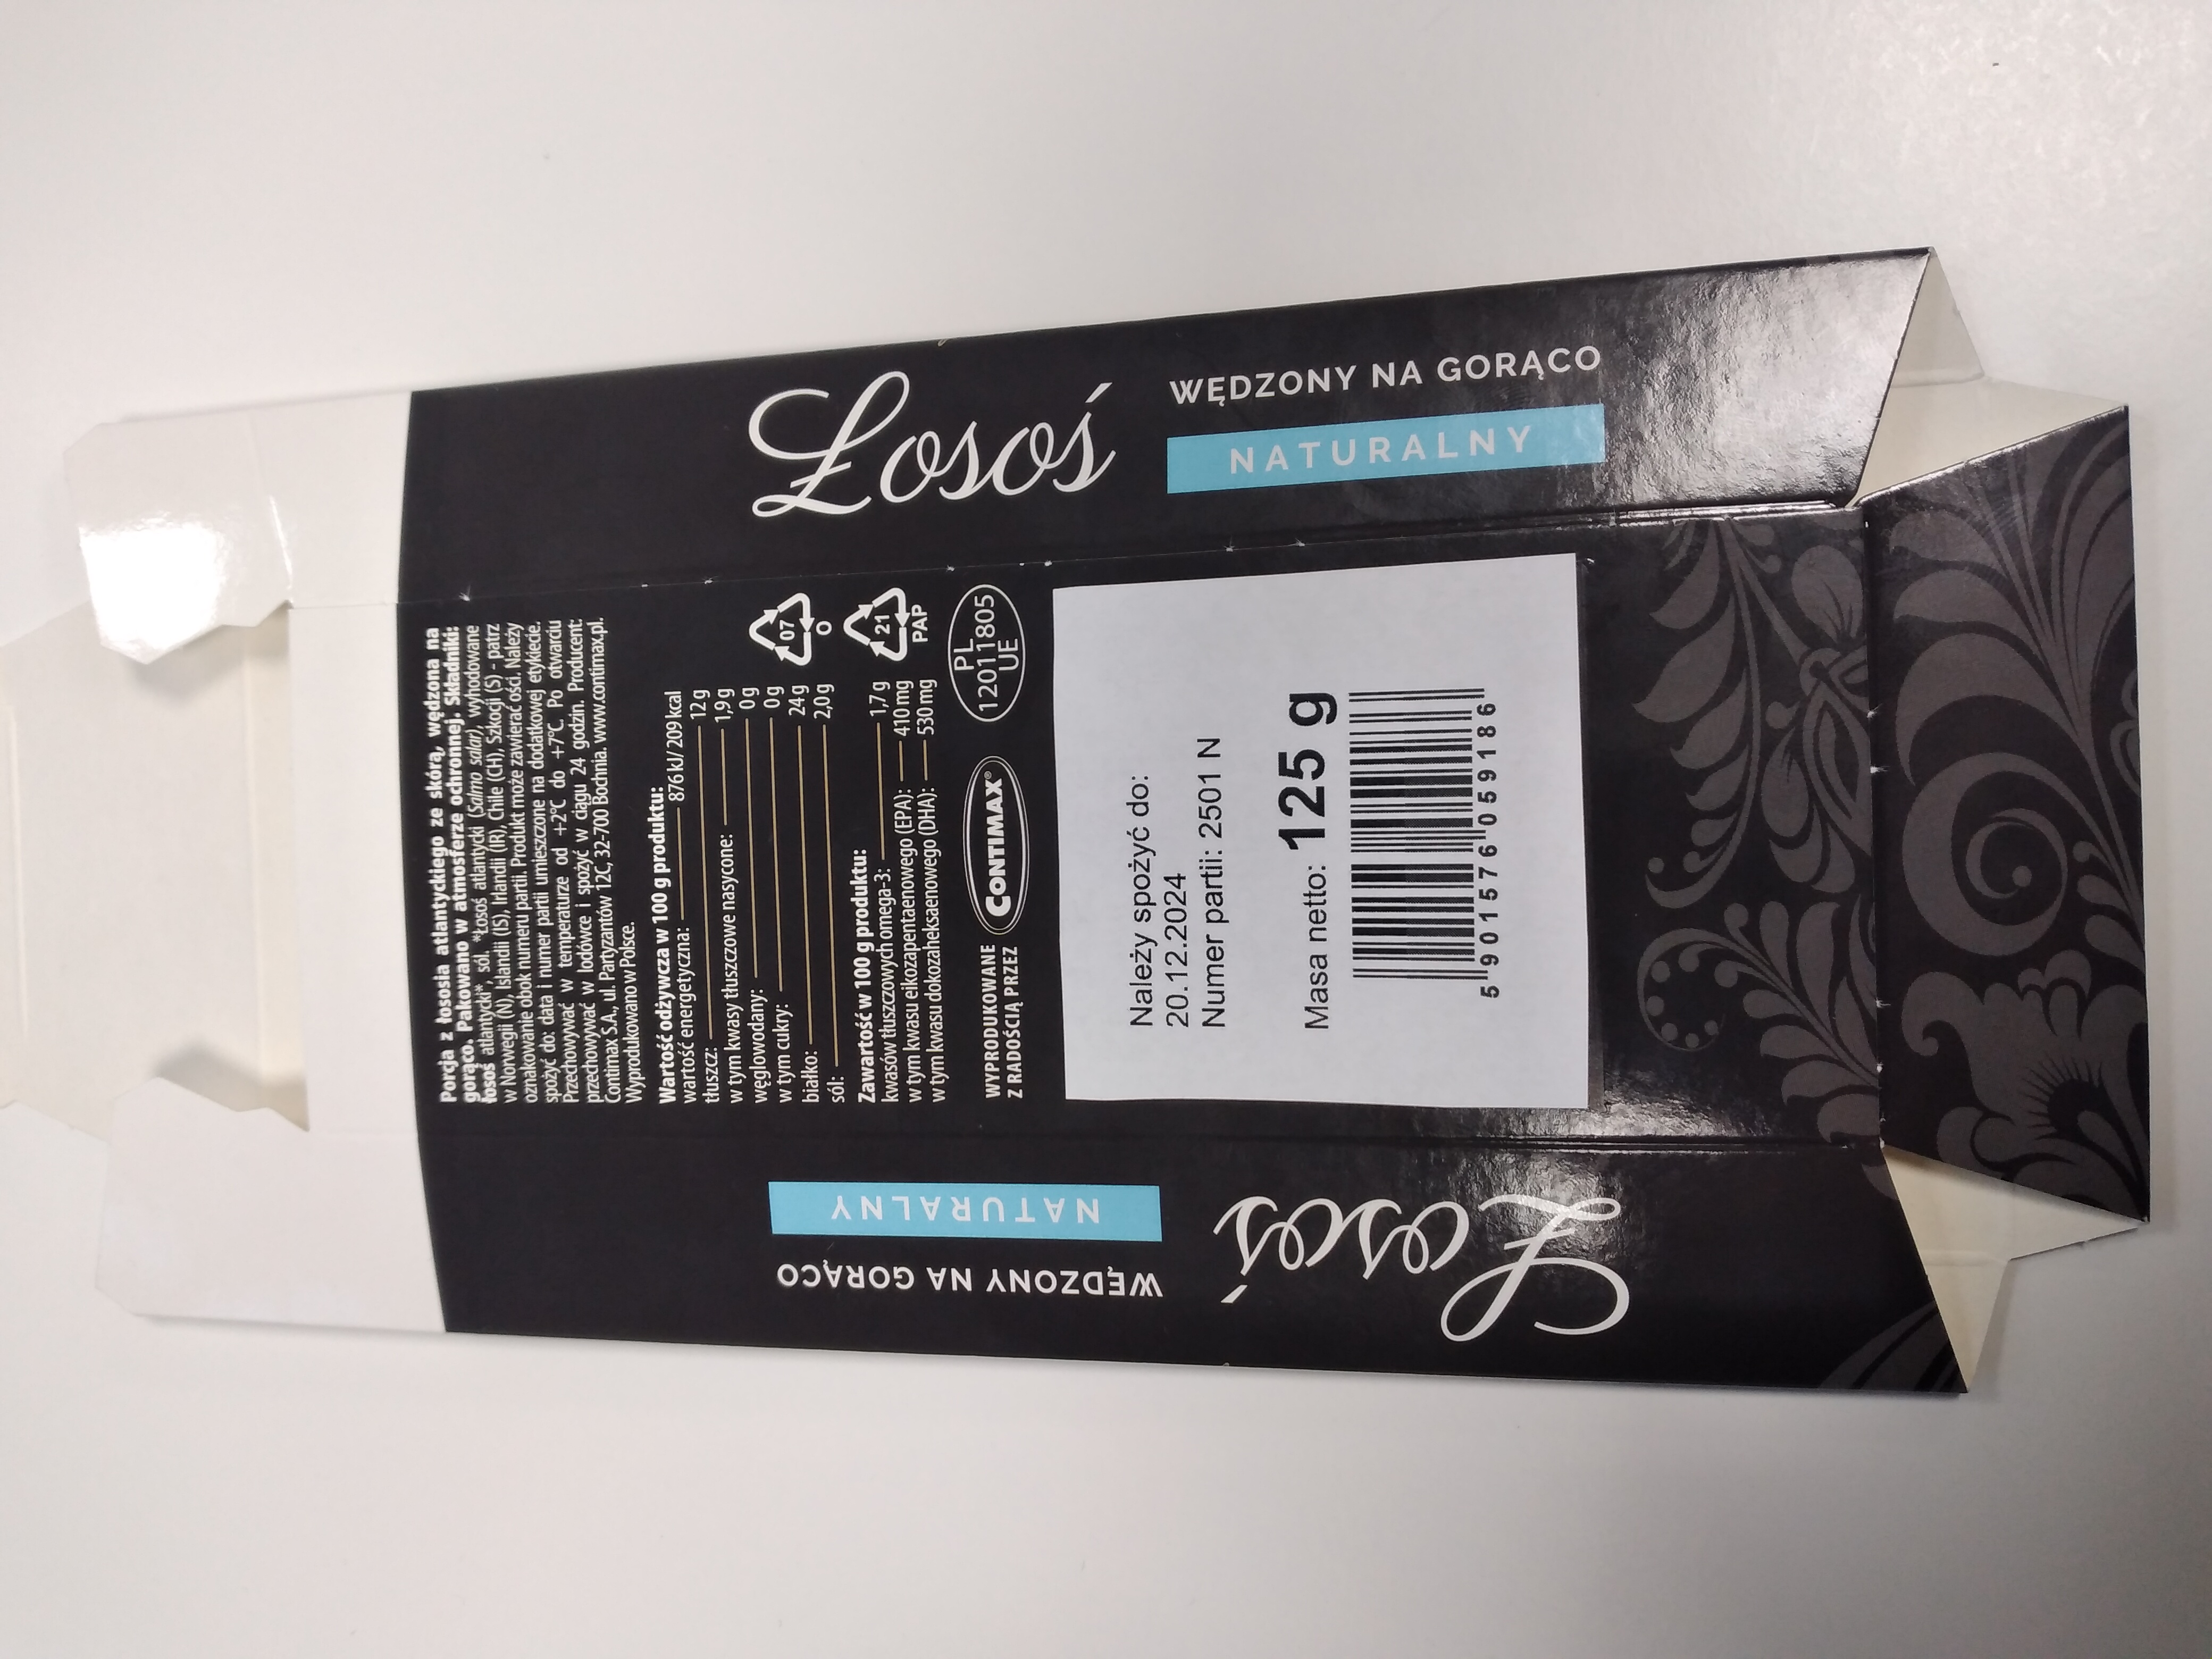 Łosoś
WĘDZONY NA GORĄCO
NATURALNY
Porcja z łososia atlantyckiego ze skórą, wędzona na
gorąco. Pakowano w atmosferze ochronnej. Składniki:
łosoś atlantycki* sól. *Łosoś atlantycki (Salmo salar), wyhodowane
w Norwegii (N), Islandii (IS), Irlandii (IR), Chile (CH), Szkocji (S) - patrz
oznakowanie obok numeru partii. Produkt może zawierać ości. Należy
spożyć do: data i numer partii umieszczone na dodatkowej etykiecie.
Przechowywać w temperaturze od +2°C do +7°C. Po otwarciu
przechowywać w lodówce i spożyć w ciągu 24 godzin. Producent:
Contimax S.A., ul. Partyzantów 12C, 32-700 Bochnia. www.contimax.pl.
Wyprodukowano w Polsce.
Wartość odżywcza w 100 g produktu:
wartość energetyczna: 876 kJ/ 209 kcal
tłuszcz: 12 g
w tym kwasy tłuszczowe nasycone: 1,9 g
węglowodany: 0 g
w tym cukry: 0 g
białko: 24 g
sól: 2,0 g
Zawartość w 100 g produktu:
kwasów tłuszczowych omega-3: 1,7 g
w tym kwasu eikozapentaenowego (EPA): 410 mg
w tym kwasu dokozaheksaenowego (DHA): 530 mg
07
O
21
PAP
WYPRODUKOWANE
Z RADOŚCIĄ PRZEZ
CONTIMAX®
PL
12011805
UE
Należy spożyć do:
20.12.2024
Numer partii: 2501 N
Masa netto: 125 g
5901576059186
Łosoś
WĘDZONY NA GORĄCO
NATURALNY